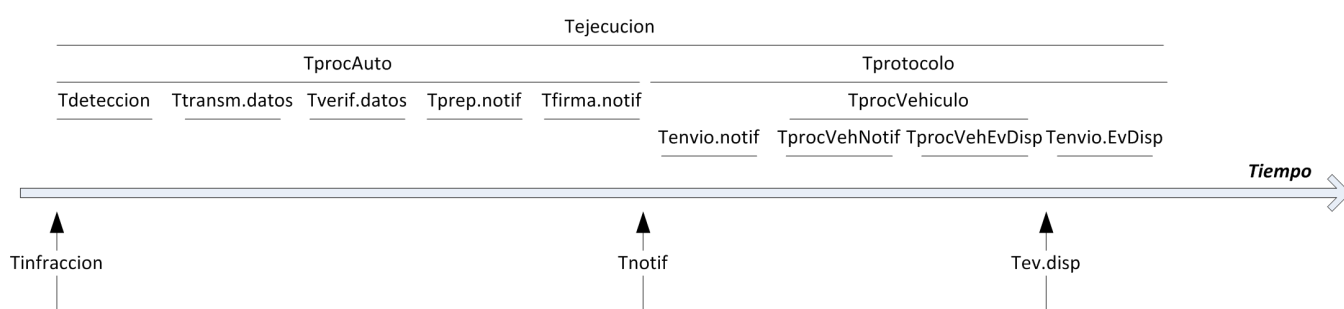 Tejecucion
TprocAuto Tprotocolo
Tdeteccion Ttransm.datos Tverif.datos Tprep.notif Tfirma.notif TprocVehiculo
Tenvio.notif TprocVehNotif TprocVehEvDisp Tenvio.EvDisp
Tiempo
Tinfraccion Tnotif Tev.disp